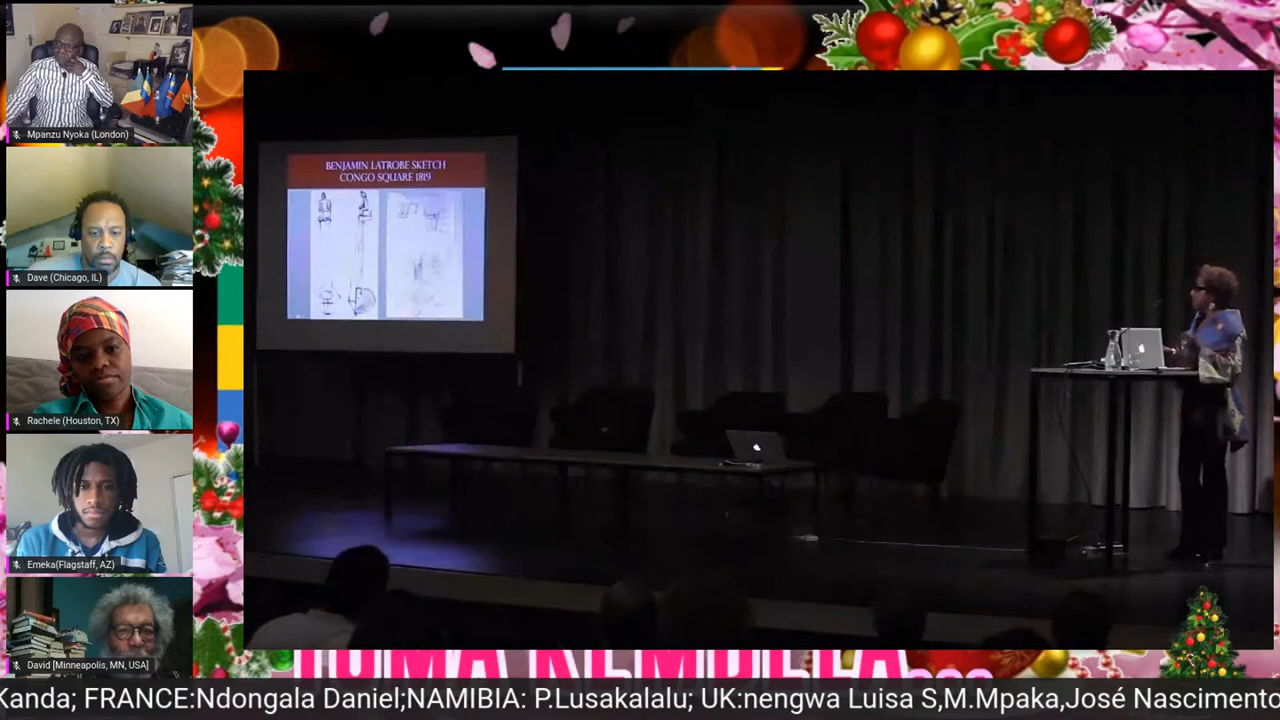 Mpanzu Nyoka (London)
Dave (Chicago, IL)
Rachele (Houston, TX)
Emeka(Flagstaff, AZ)
David [Minneapolis, MN, USA]
BENJAMIN LATROBE SKETCH
CONGO SQUARE 1819
Kanda; FRANCE:Ndongala Daniel;NAMIBIA: P.Lusakalalu; UK:nengwa Luisa S,M.Mpaka,José Nascimento